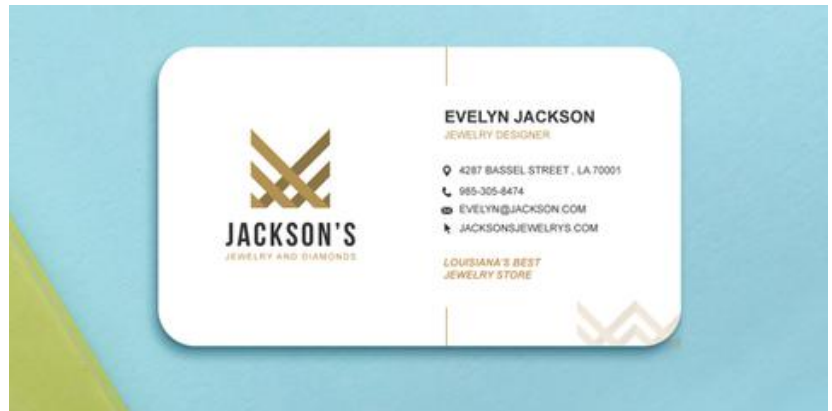 JACKSON'S
JEWELRY AND DIAMONDS
EVELYN JACKSON
JEWELRY DESIGNER
4287 BASSEL STREET , LA 70001
985-305-8474
EVELYN@JACKSON.COM
JACKSONSJEWELRYS.COM
LOUISIANA'S BEST
JEWELRY STORE